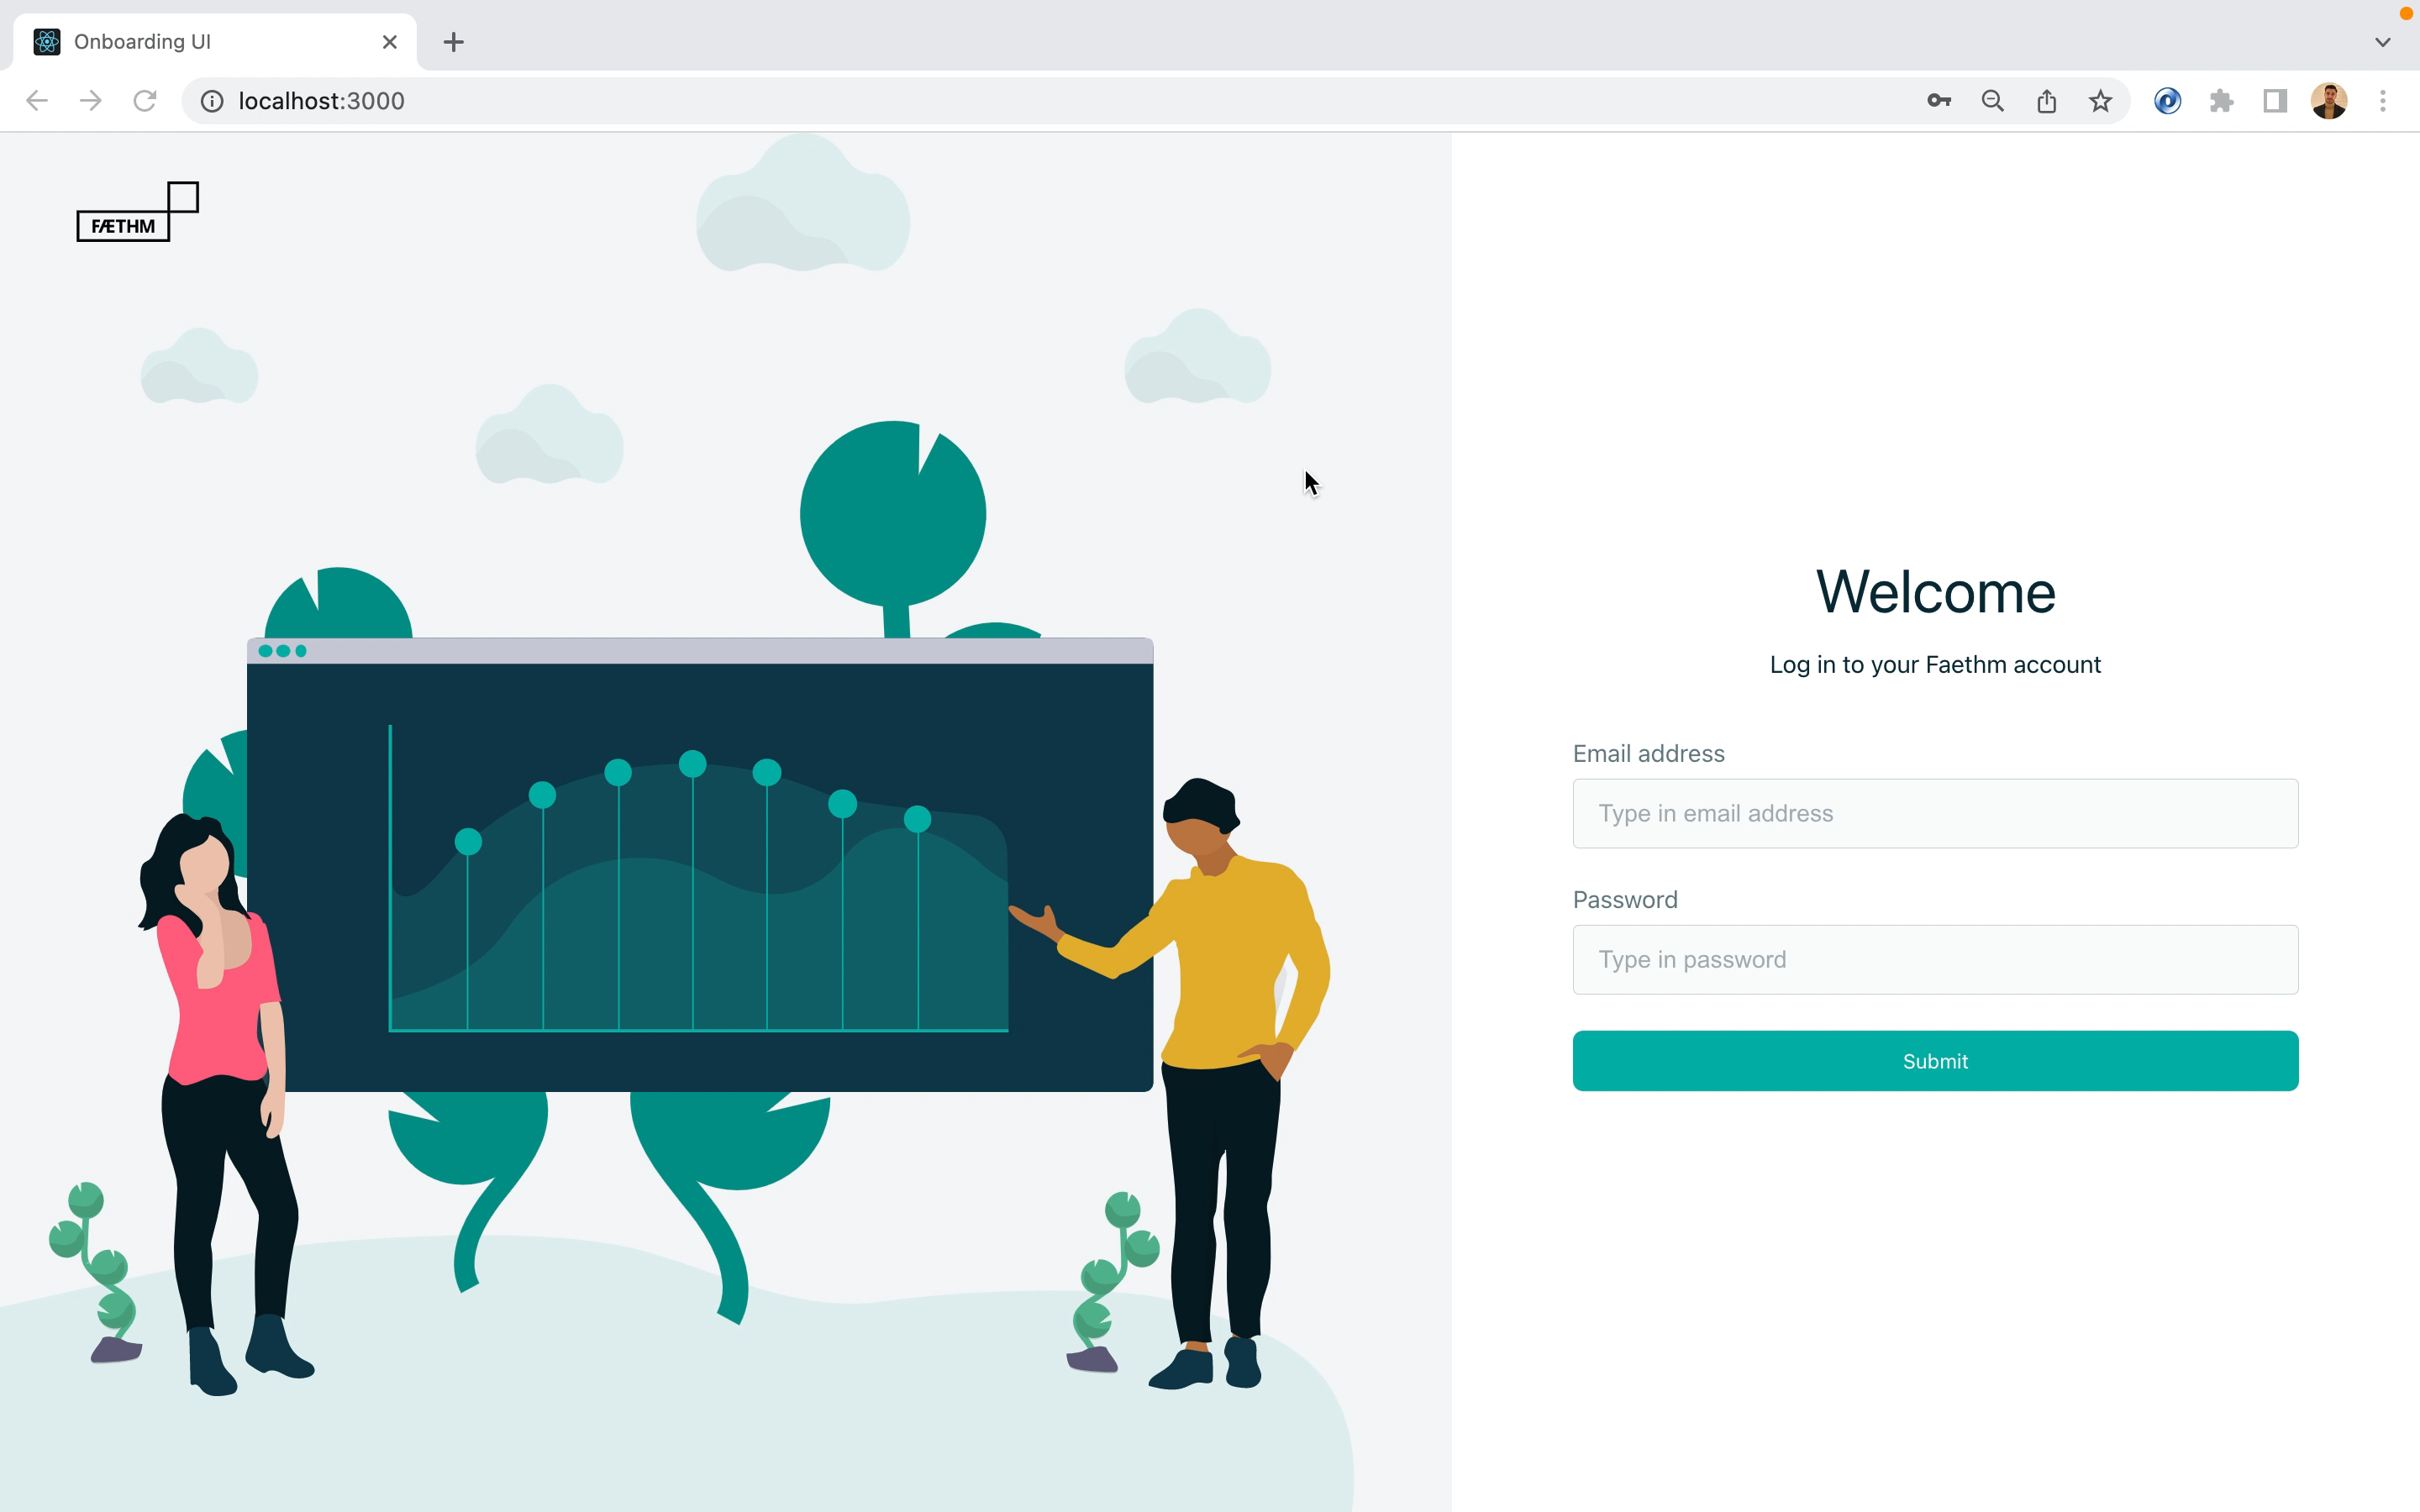 Onboarding UI
localhost:3000
FÆTHM
Welcome
Log in to your Faethm account
Email address
Type in email address
Password
Type in password
Submit